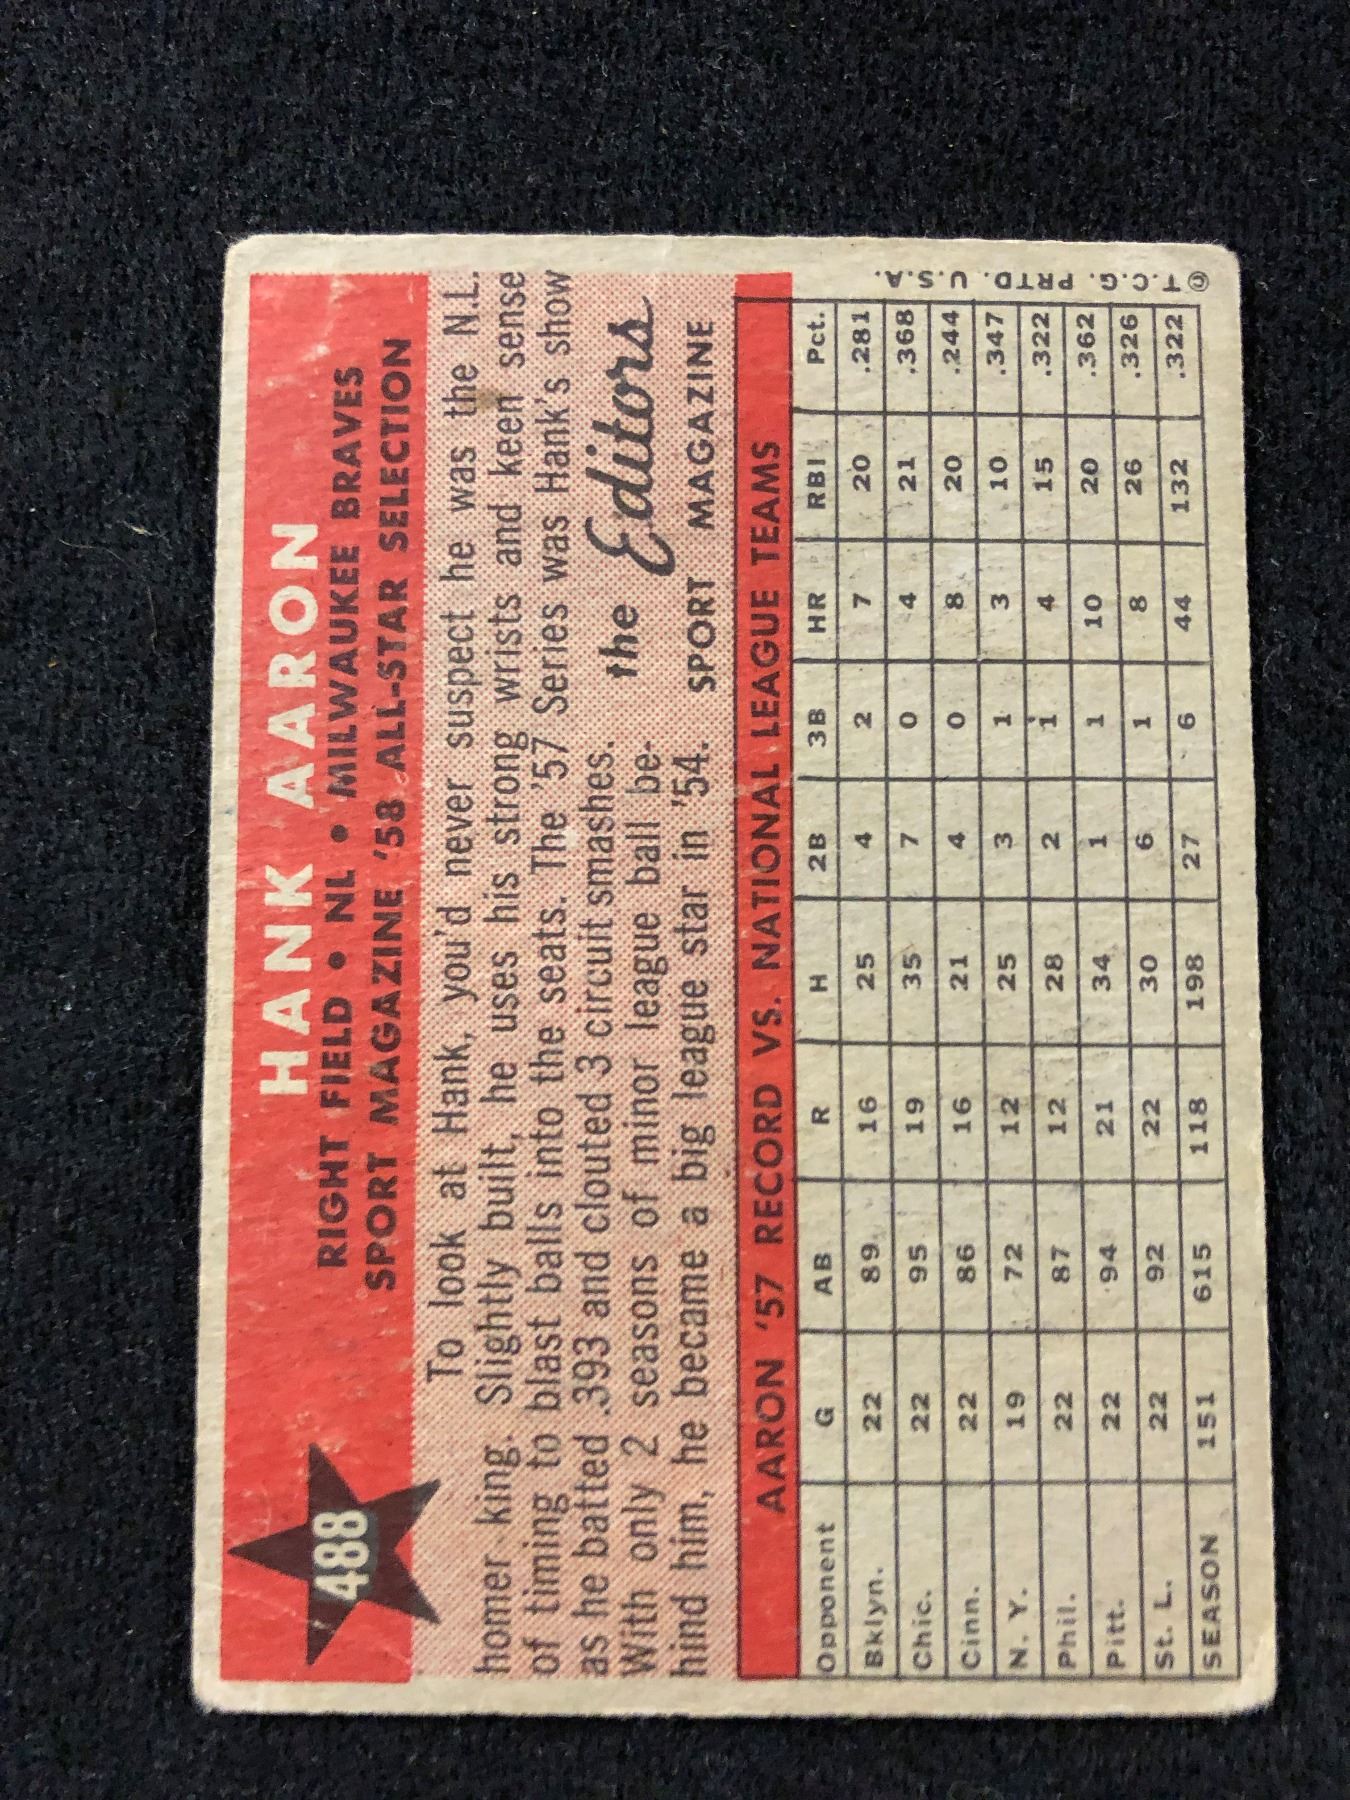 488
HANK AARON
RIGHT FIELD • NL • MILWAUKEE BRAVES
SPORT MAGAZINE '58 ALL-STAR SELECTION
To look at Hank, you'd never suspect he was the N.L.
homer king. Slightly built, he uses his strong wrists and keen sense
of timing to blast balls into the seats. The '57 Series was Hank's show
as he batted .393 and clouted 3 circuit smashes.
With only 2 seasons of minor league ball be-
hind him, he became a big league star in '54.
the Editors
SPORT MAGAZINE
AARON '57 RECORD VS. NATIONAL LEAGUE TEAMS
Opponent G AB R H 2B 3B HR RBI Pct.
Bklyn. 22 89 16 25 4 2 7 20 .281
Chic. 22 95 19 35 7 0 4 21 .368
Cinn. 22 86 16 21 4 0 8 20 .244
N. Y. 19 72 12 25 3 1 3 10 .347
Phil. 22 87 12 28 2 1 4 15 .322
Pitt. 22 94 21 34 1 1 10 20 .362
St. L. 22 92 22 30 6 1 8 26 .326
SEASON 151 615 118 198 27 6 44 132 .322
© T.C.G. PRTD. U.S.A.